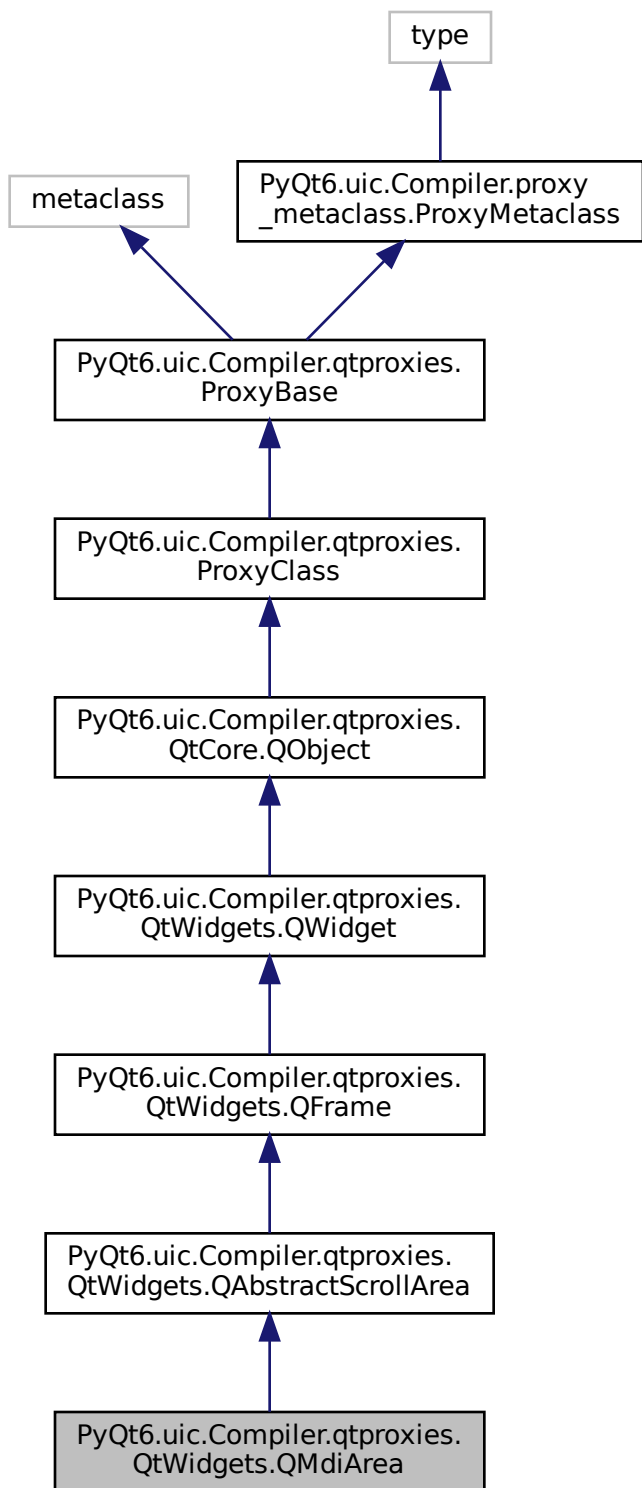 type
PyQt6.uic.Compiler.proxy
_metaclass.ProxyMetaclass
metaclass
PyQt6.uic.Compiler.qtproxies.
ProxyBase
PyQt6.uic.Compiler.qtproxies.
ProxyClass
PyQt6.uic.Compiler.qtproxies.
QtCore.QObject
PyQt6.uic.Compiler.qtproxies.
QtWidgets.QWidget
PyQt6.uic.Compiler.qtproxies.
QtWidgets.QFrame
PyQt6.uic.Compiler.qtproxies.
QtWidgets.QAbstractScrollArea
PyQt6.uic.Compiler.qtproxies.
QtWidgets.QMdiArea